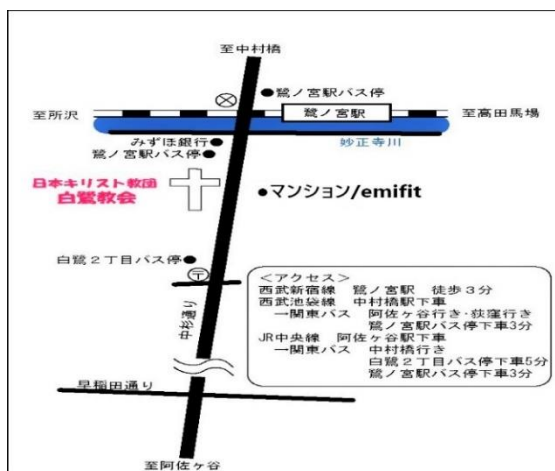 至中村橋
●鷺ノ宮駅バス停
至所沢
鷺ノ宮駅
至高田馬場
みずほ銀行●
妙正寺川
鷺ノ宮駅バス停●
日本キリスト教団
白鷺教会
●マンション/emifit
白鷺2丁目バス停●
〒
中杉通り
<アクセス>
西武新宿線 鷺ノ宮駅 徒歩3分
西武池袋線 中村橋駅下車
→関東バス 阿佐ヶ谷行き・荻窪行き
鷺ノ宮駅バス停下車3分
JR中央線 阿佐ヶ谷駅下車
→関東バス 中村橋行き
白鷺2丁目バス停下車5分
鷺ノ宮駅バス停下車3分
早稲田通り
至阿佐ヶ谷